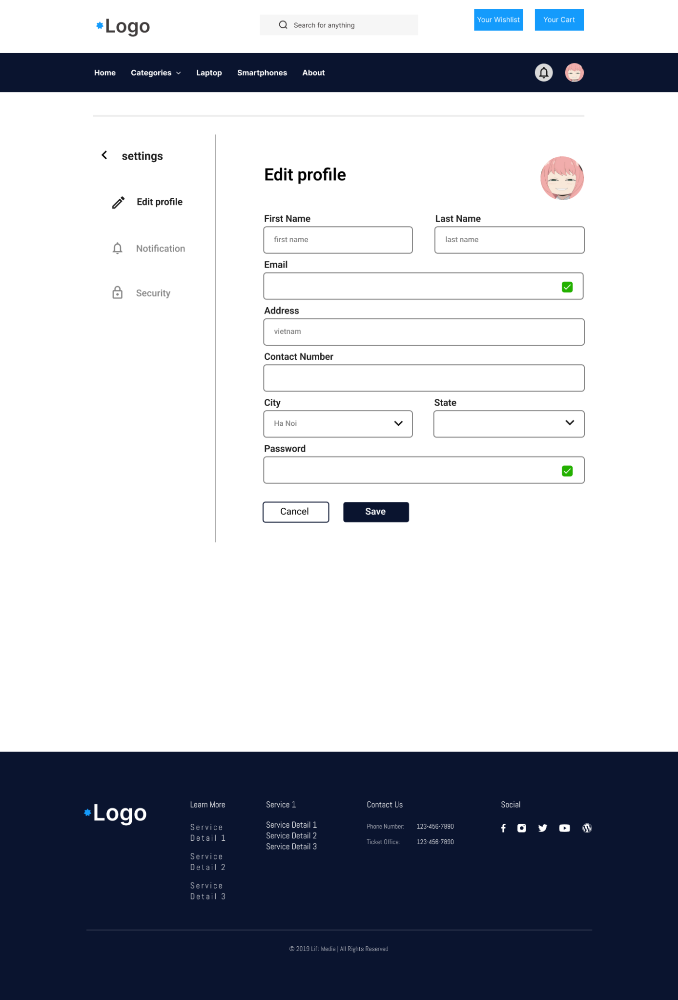 Logo
Search for anything
Your Wishlist
Your Cart
Home Categories Laptop Smartphones About
settings
Edit profile
Notification
Security
Edit profile
First Name
Last Name
first name
last name
Email
Address
vietnam
Contact Number
City
State
Ha Noi
Password
Cancel
Save
Logo
Learn More
Service
Detail 1
Service
Detail 2
Service
Detail 3
Service 1
Service Detail 1
Service Detail 2
Service Detail 3
Contact Us
Phone Number: 123-456-7890
Ticket Office: 123-456-7890
Social
© 2019 Lift Media | All Rights Reserved